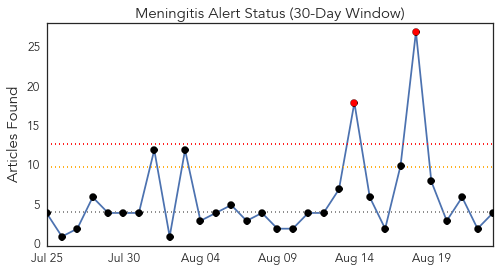 Meningitis Alert Status (30-Day Window)
Articles Found
25
20
15
10
5
0
Jul 25 Jul 30 Aug 04 Aug 09 Aug 14 Aug 19